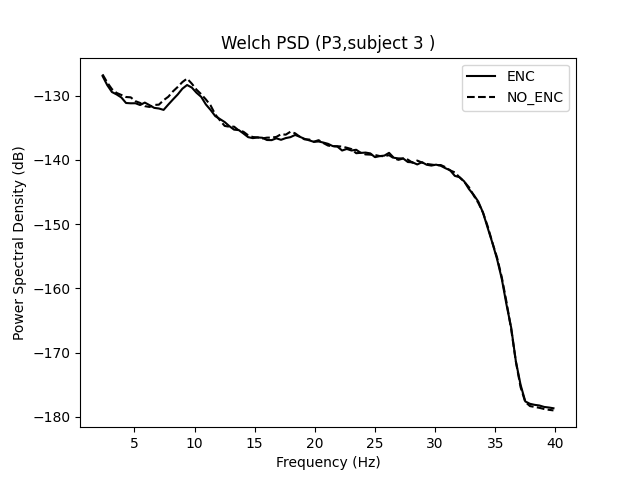 Welch PSD (P3,subject 3 )
ENC
NO_ENC
Power Spectral Density (dB)
−130
−140
−150
−160
−170
−180
5 10 15 20 25 30 35 40
Frequency (Hz)